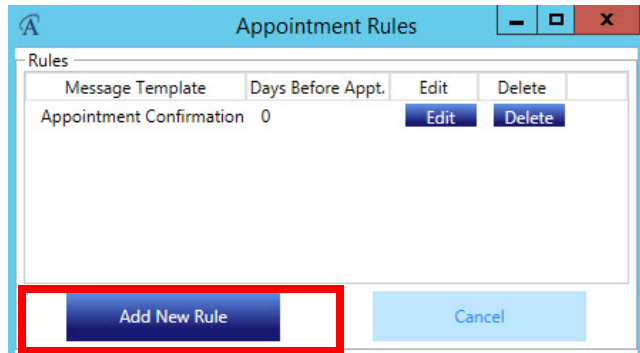 Appointment Rules
Rules
Message Template Days Before Appt. Edit Delete
Appointment Confirmation 0 Edit Delete
Add New Rule Cancel